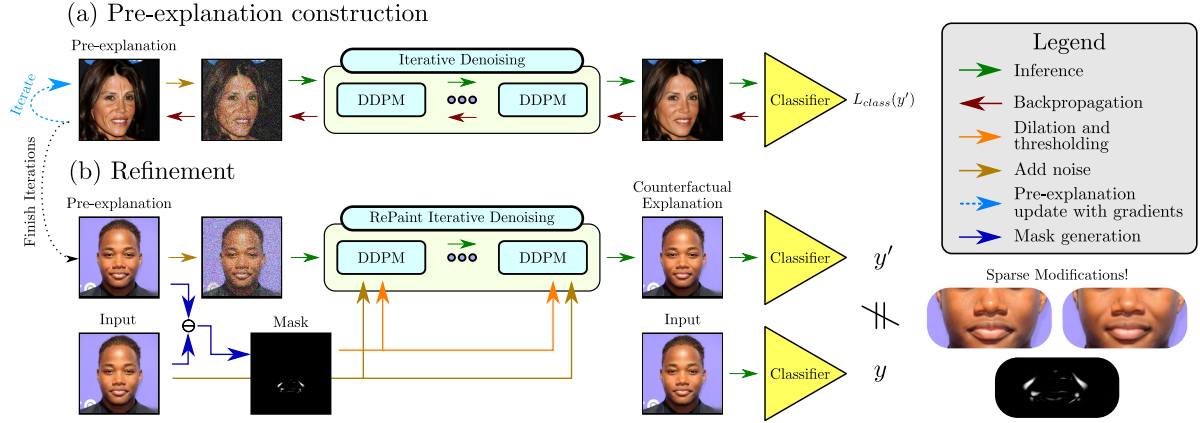 (a) Pre-explanation construction
Pre-explanation
Iterate
Iterative Denoising
DDPM
DDPM
Classifier
L_{class}(y′)
Finish Iterations
(b) Refinement
Pre-explanation
RePaint Iterative Denoising
DDPM
DDPM
Counterfactual
Explanation
Classifier
y′
Input
Mask
Input
Classifier
y
Legend
Inference
Backpropagation
Dilation and
thresholding
Add noise
Pre-explanation
update with gradients
Mask generation
Sparse Modifications!